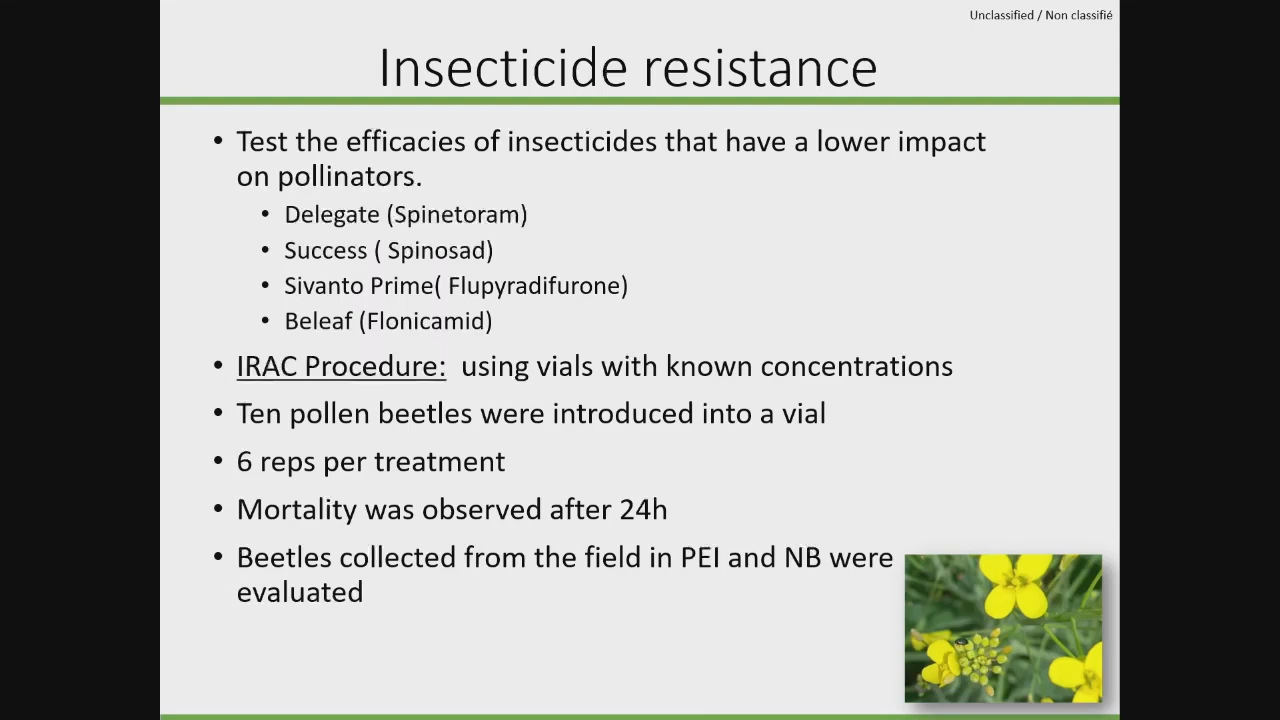 Unclassified / Non classifié
Insecticide resistance
• Test the efficacies of insecticides that have a lower impact
on pollinators.
• Delegate (Spinetoram)
• Success ( Spinosad)
• Sivanto Prime( Flupyradifurone)
• Beleaf (Flonicamid)
• IRAC Procedure:  using vials with known concentrations
• Ten pollen beetles were introduced into a vial
• 6 reps per treatment
• Mortality was observed after 24h
• Beetles collected from the field in PEI and NB were
evaluated